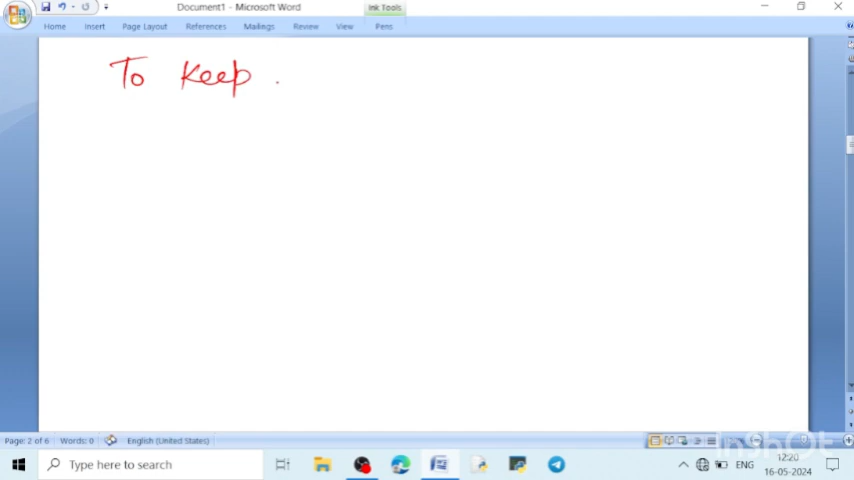 Document1 - Microsoft Word
Ink Tools
Home Insert Page Layout References Mailings Review View Pens
To Keep .
Page: 2 of 6 Words: 0 English (United States)
InShOt
Type here to search
ENG
12:20
16-05-2024